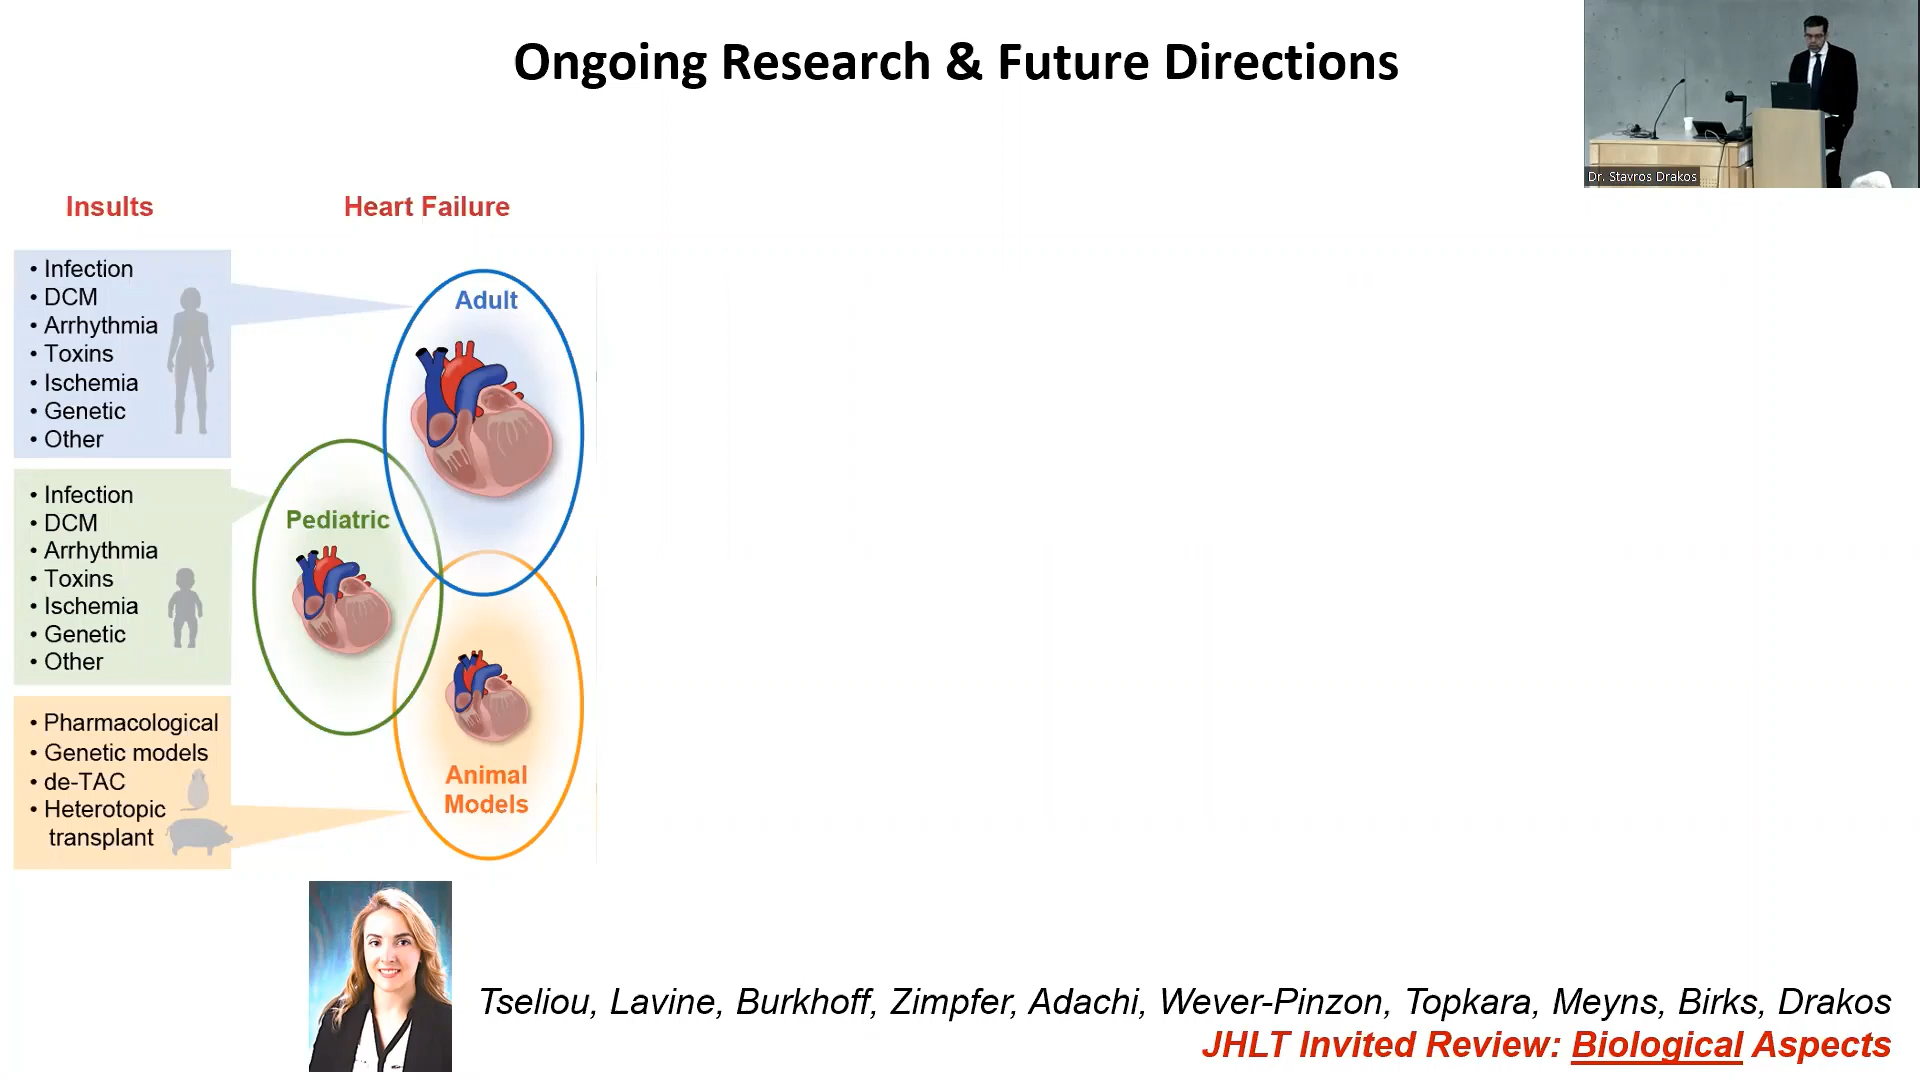 Ongoing Research & Future Directions
Dr. Stavros Drakos
Insults
Heart Failure
• Infection
• DCM
• Arrhythmia
• Toxins
• Ischemia
• Genetic
• Other
Adult
• Infection
• DCM
• Arrhythmia
• Toxins
• Ischemia
• Genetic
• Other
Pediatric
• Pharmacological
• Genetic models
• de-TAC
• Heterotopic
transplant
Animal
Models
Tseliou, Lavine, Burkhoff, Zimpfer, Adachi, Wever-Pinzon, Topkara, Meyns, Birks, Drakos
JHLT Invited Review: Biological Aspects